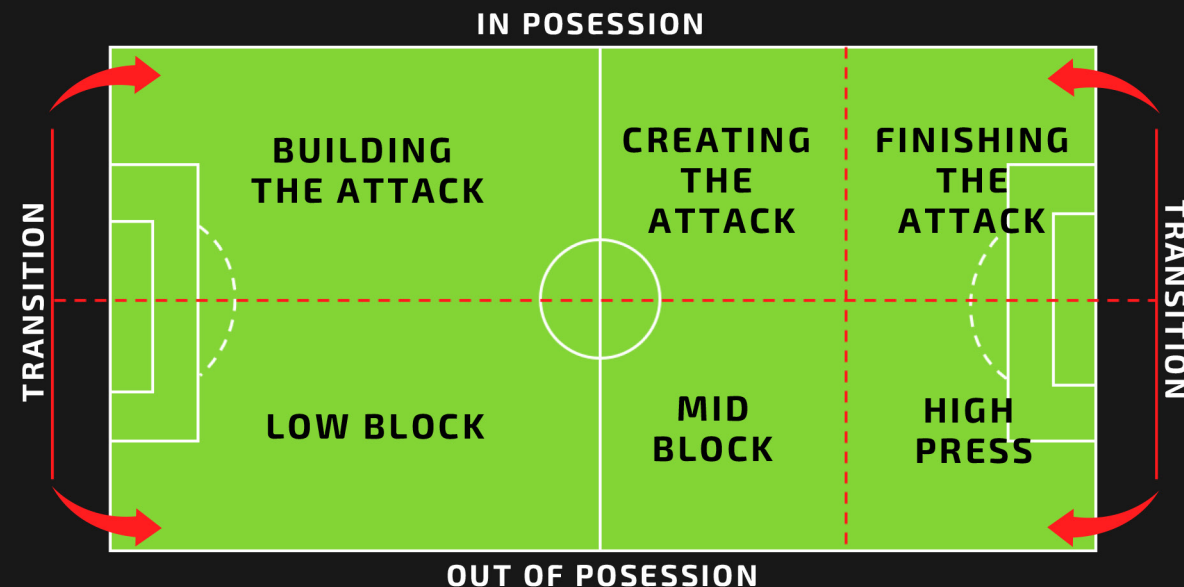 IN POSESSION
BUILDING
THE ATTACK
CREATING
THE
ATTACK
FINISHING
THE
ATTACK
TRANSITION
TRANSITION
LOW BLOCK
MID
BLOCK
HIGH
PRESS
OUT OF POSESSION